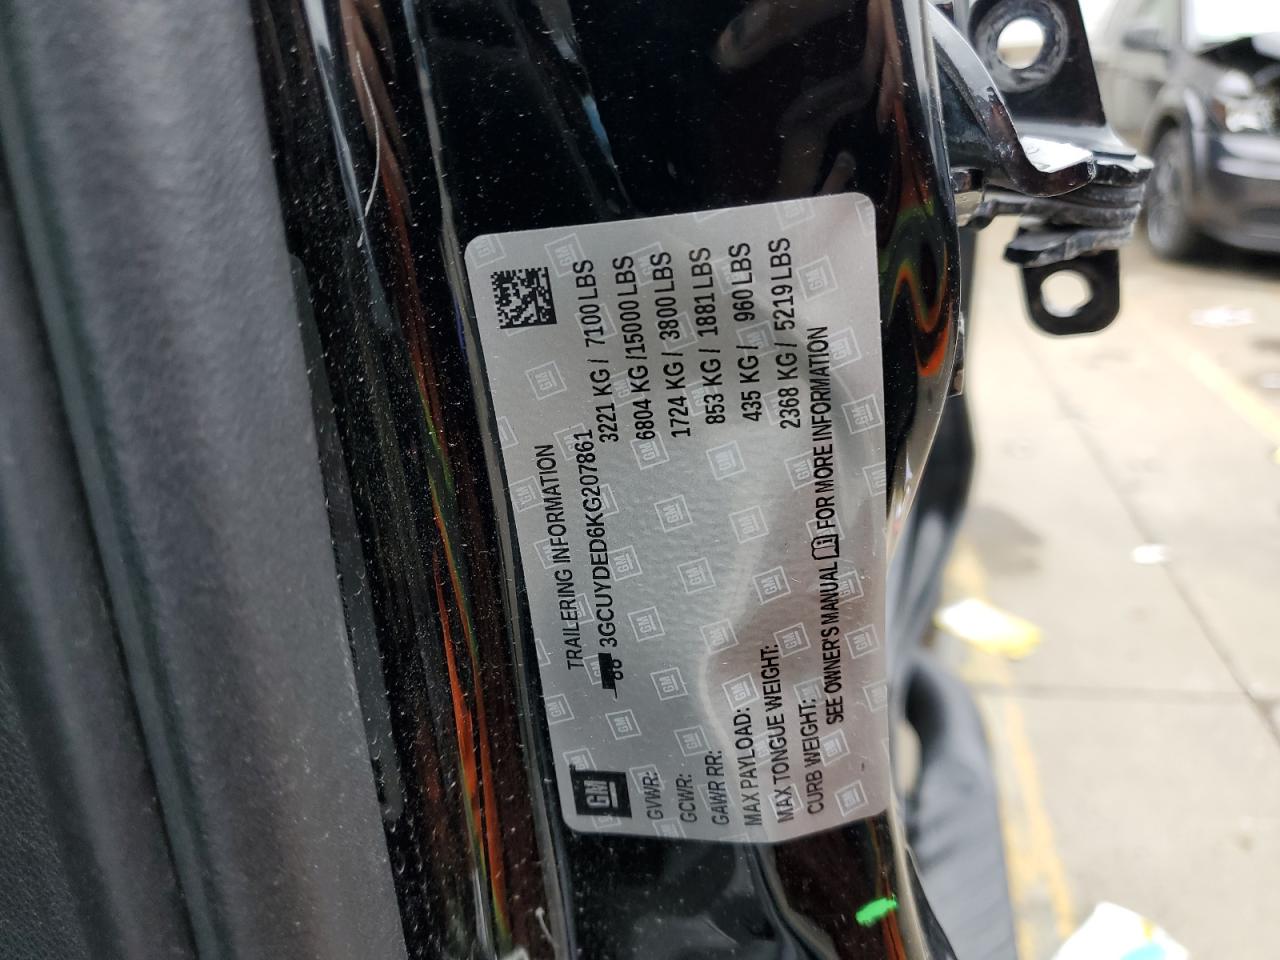 TRAILERING INFORMATION
3GCUYDED6KG207861
GM
GVWR: 3221 KG / 7100 LBS
GCWR: 6804 KG /15000 LBS
GAWR RR: 1724 KG / 3800 LBS
MAX PAYLOAD: 853 KG / 1881 LBS
MAX TONGUE WEIGHT: 435 KG / 960 LBS
CURB WEIGHT: 2368 KG / 5219 LBS
SEE OWNER'S MANUAL FOR MORE INFORMATION